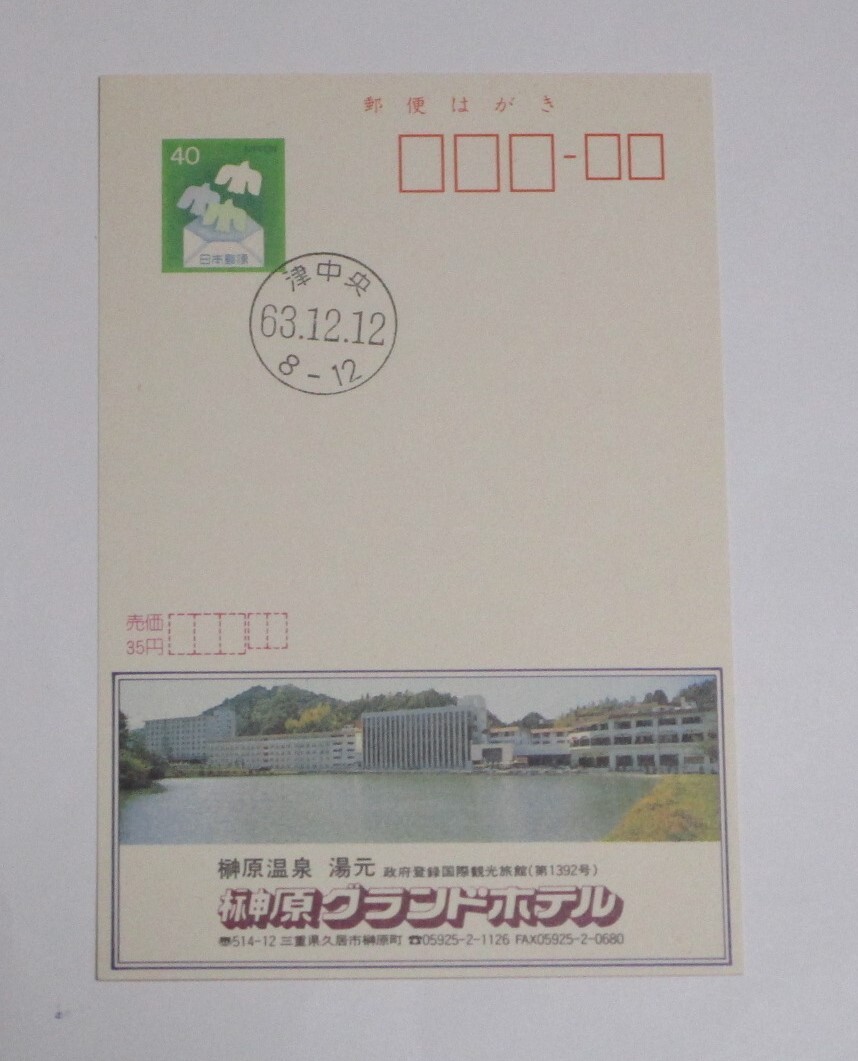 郵便はがき
40
NIPPON
日本郵便
津中央
63.12.12
8-12
売価
35円
榊原温泉 湯元 政府登録国際観光旅館(第1392号)
榊原グランドホテル
〠514-12 三重県久居市榊原町 ☎05925-2-1126 FAX05925-2-0680